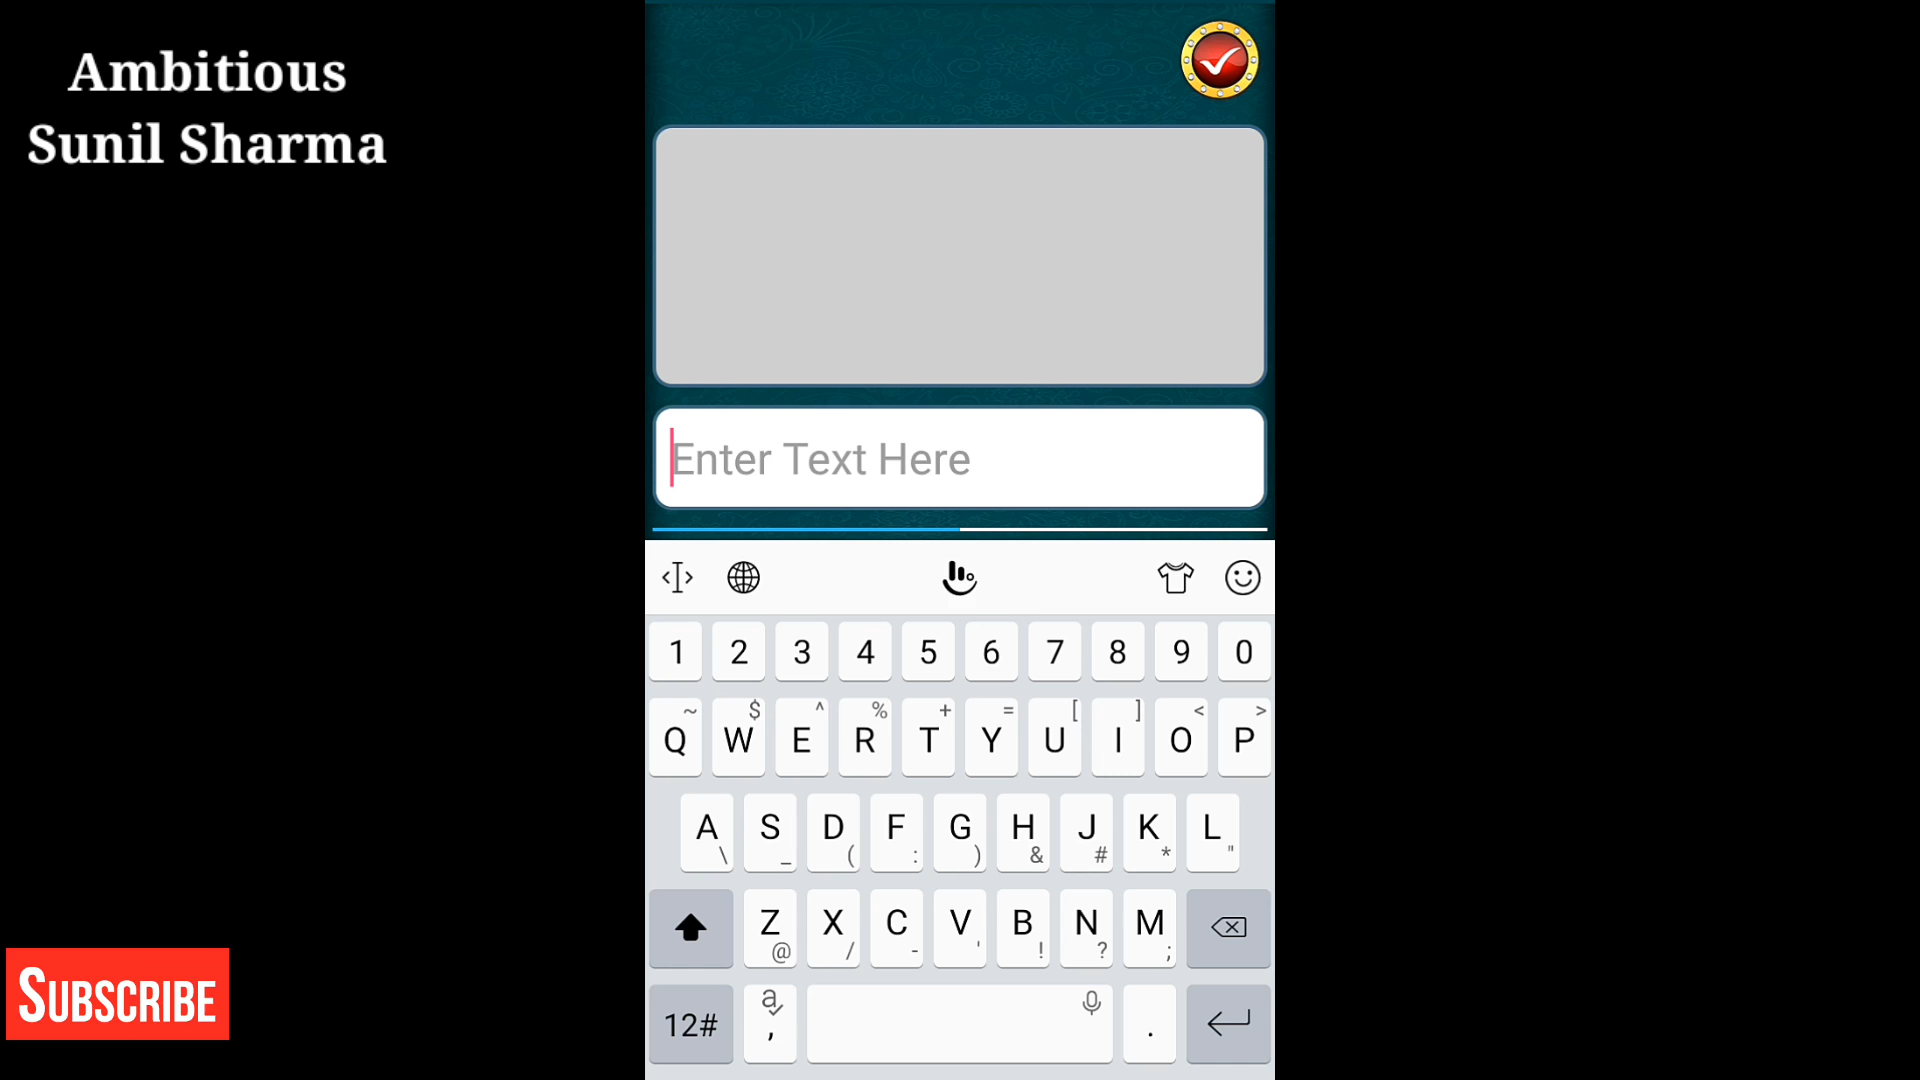 Ambitious
Sunil Sharma
Enter Text Here
1 2 3 4 5 6 7 8 9 0
~ $ ^ % + = [ ] < >
Q W E R T Y U I O P
A S D F G H J K L
\ _ ( : ) & # * "
Z X C V B N M
@ / - ' ! ? ;
a
12# , .
SUBSCRIBE